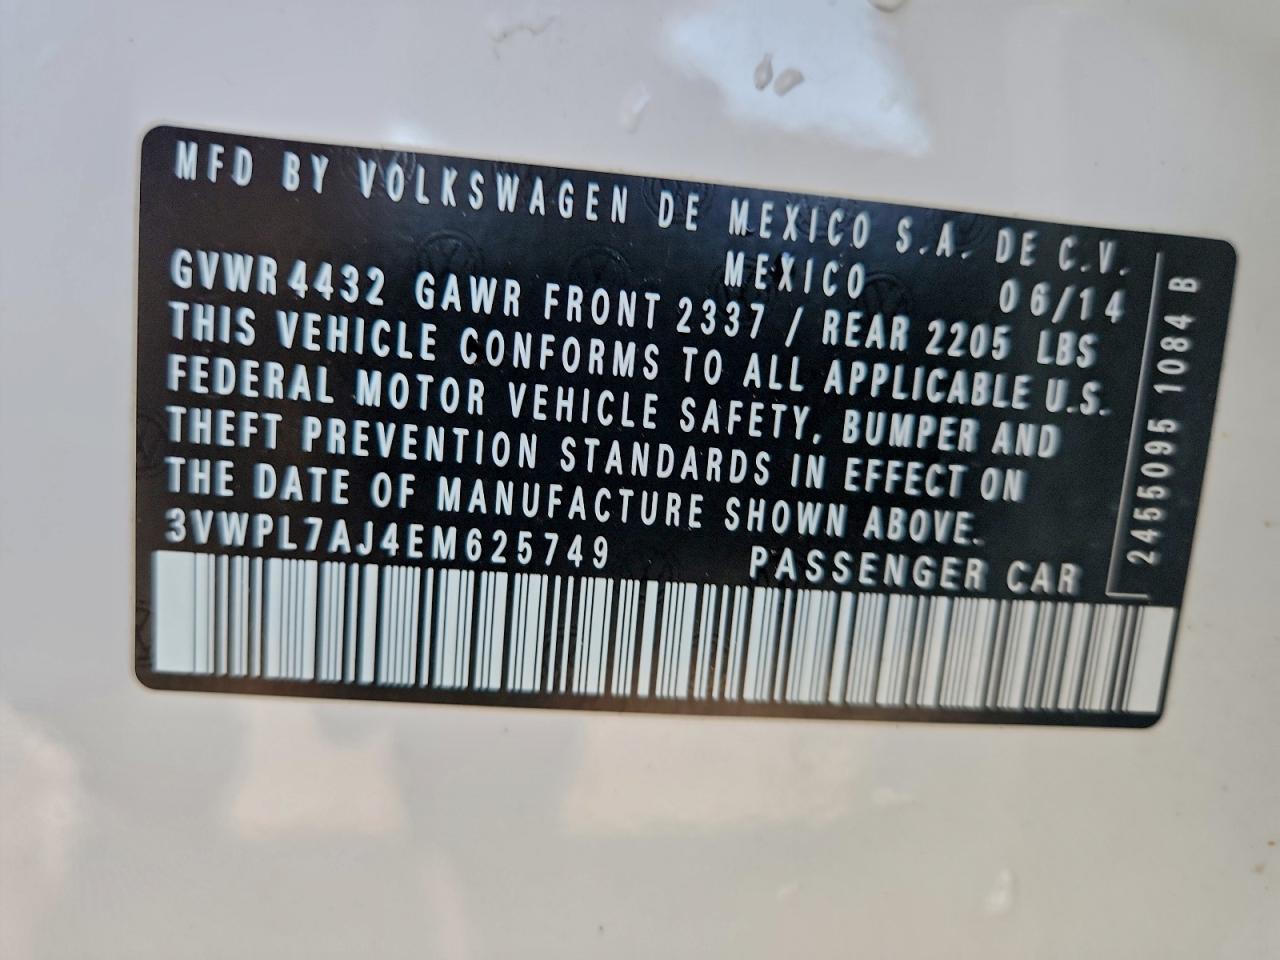 MFD BY VOLKSWAGEN DE MEXICO S.A. DE C.V.
MEXICO 06/14
GVWR 4432 GAWR FRONT 2337 / REAR 2205 LBS
THIS VEHICLE CONFORMS TO ALL APPLICABLE U.S.
FEDERAL MOTOR VEHICLE SAFETY, BUMPER AND
THEFT PREVENTION STANDARDS IN EFFECT ON
THE DATE OF MANUFACTURE SHOWN ABOVE.
3VWPL7AJ4EM625749 PASSENGER CAR
2455095 1084 B